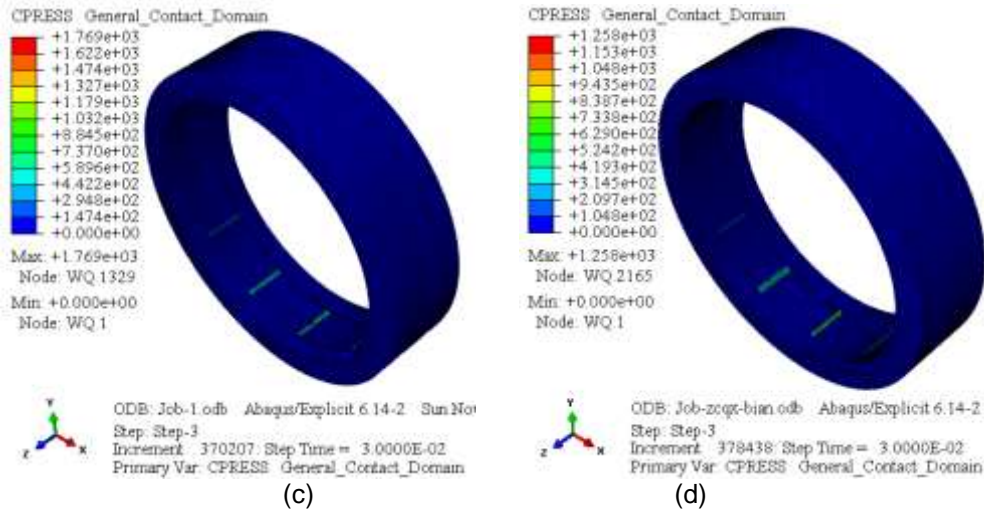 CPRESS General_Contact_Domain
+1.769e+03
+1.622e+03
+1.474e+03
+1.327e+03
+1.179e+03
+1.032e+03
+8.845e+02
+7.370e+02
+5.896e+02
+4.422e+02
+2.948e+02
+1.474e+02
+0.000e+00
Max: +1.769e+03
Node: WQ.1329
Min: +0.000e+00
Node: WQ.1
ODB: Job-1.odb Abaqus/Explicit 6.14-2 Sun Nov
Step: Step-3
Increment 370207: Step Time = 3.0000E-02
Primary Var: CPRESS General_Contact_Domain
(c)
CPRESS General_Contact_Domain
+1.258e+03
+1.153e+03
+1.048e+03
+9.435e+02
+8.387e+02
+7.338e+02
+6.290e+02
+5.242e+02
+4.193e+02
+3.145e+02
+2.097e+02
+1.048e+02
+0.000e+00
Max: +1.258e+03
Node: WQ.2165
Min: +0.000e+00
Node: WQ.1
ODB: Job-zcqx-bian.odb Abaqus/Explicit 6.14-2
Step: Step-3
Increment 378438: Step Time = 3.0000E-02
Primary Var: CPRESS General_Contact_Domain
(d)
Y
Z
X
Y
Z
X